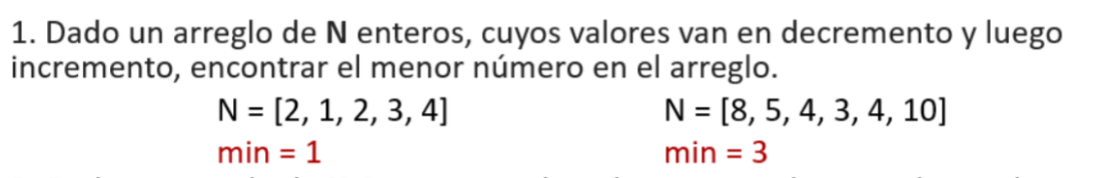 1. Dado un arreglo de N enteros, cuyos valores van en decremento y luego
incremento, encontrar el menor número en el arreglo.
N = [2, 1, 2, 3, 4] N = [8, 5, 4, 3, 4, 10]
min = 1 min = 3